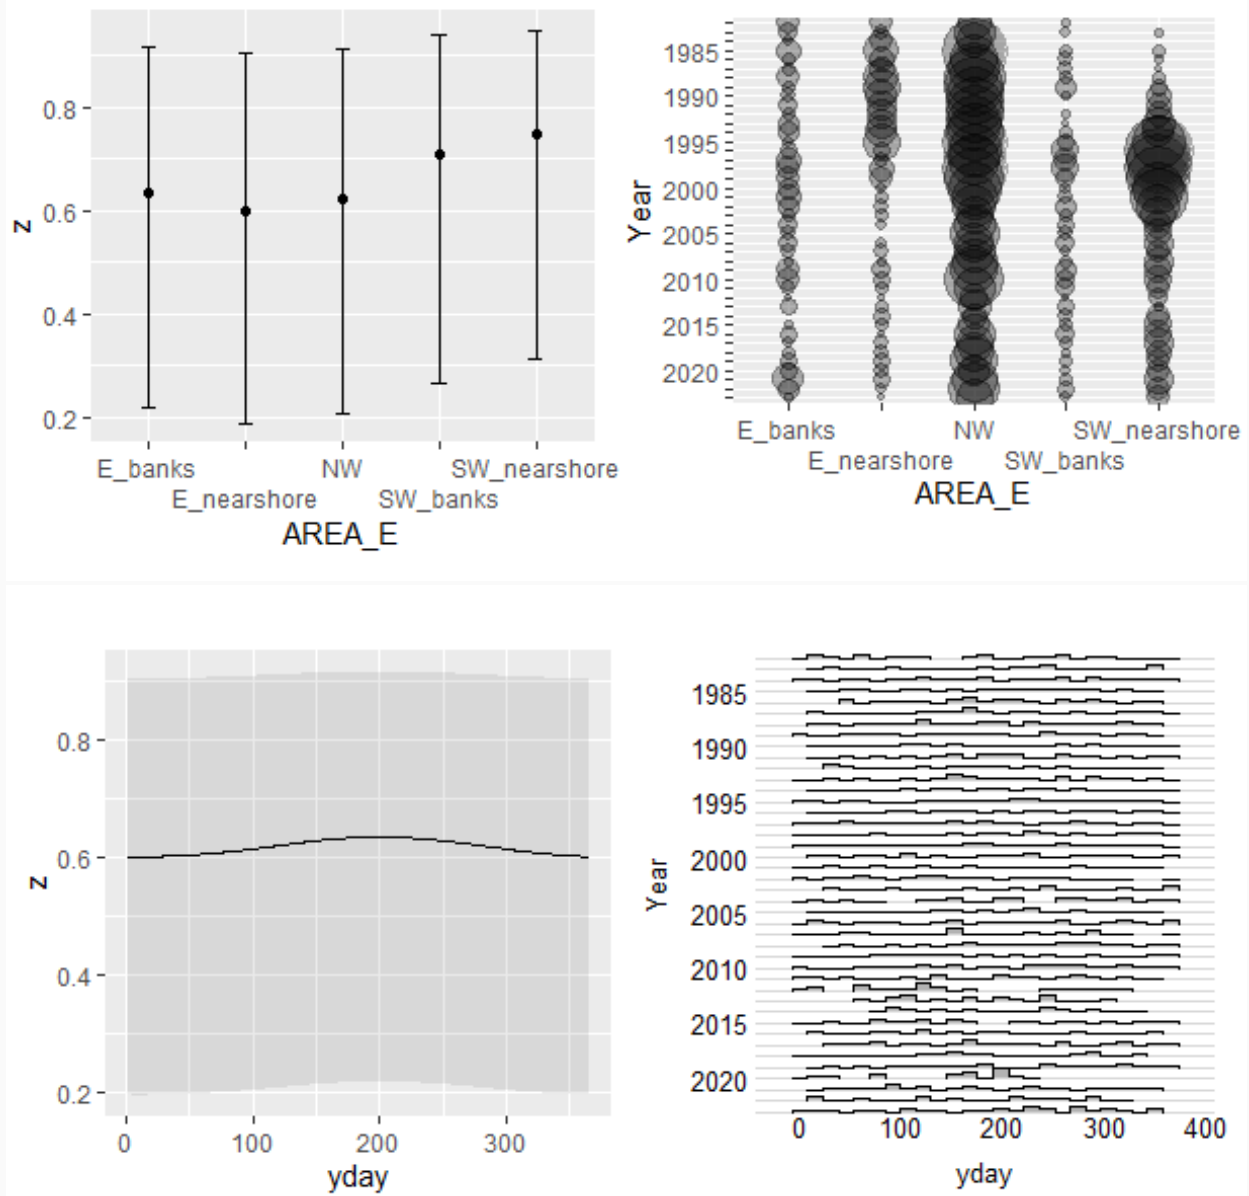 0.8
0.6
0.4
0.2
z
E_banks
NW
SW_nearshore
E_nearshore
SW_banks
AREA_E
1985
1990
1995
2000
2005
2010
2015
2020
Year
E_banks
NW
SW_nearshore
E_nearshore
SW_banks
AREA_E
0.8
0.6
0.4
0.2
z
0
100
200
300
yday
1985
1990
1995
2000
2005
2010
2015
2020
Year
0
100
200
300
400
yday